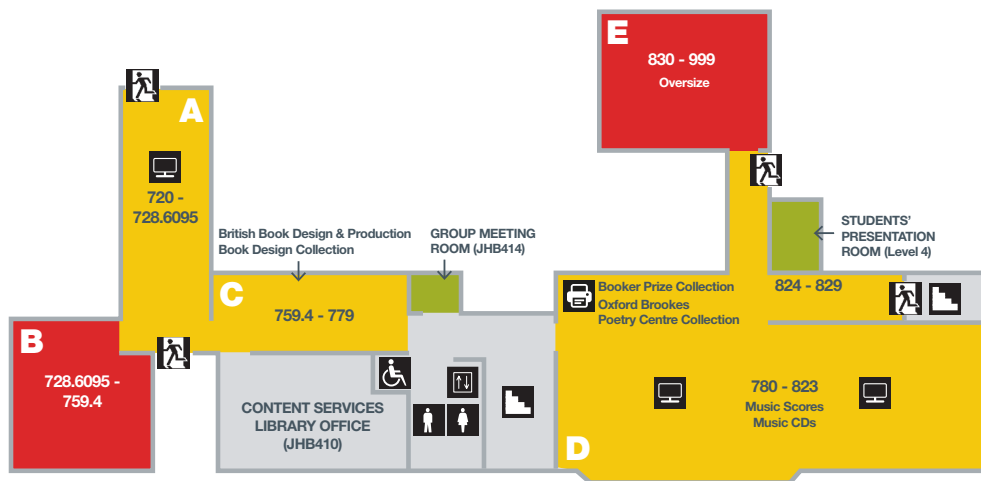 E
830 - 999
Oversize
A
720 -
728.6095
British Book Design & Production
Book Design Collection
GROUP MEETING
ROOM (JHB414)
STUDENTS’
PRESENTATION
ROOM (Level 4)
C
759.4 - 779
Booker Prize Collection
Oxford Brookes
Poetry Centre Collection
824 - 829
B
728.6095 -
759.4
CONTENT SERVICES
LIBRARY OFFICE
(JHB410)
780 - 823
Music Scores
Music CDs
D